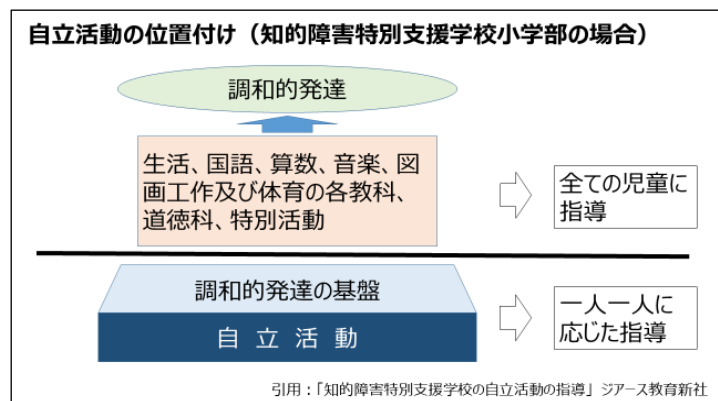 自立活動の位置付け（知的障害特別支援学校小学部の場合）
調和的発達
生活、国語、算数、音楽、図
画工作及び体育の各教科、
道徳科、特別活動
全ての児童に
指導
調和的発達の基盤
自立活動
一人一人に
応じた指導
引用：「知的障害特別支援学校の自立活動の指導」ジアース教育新社